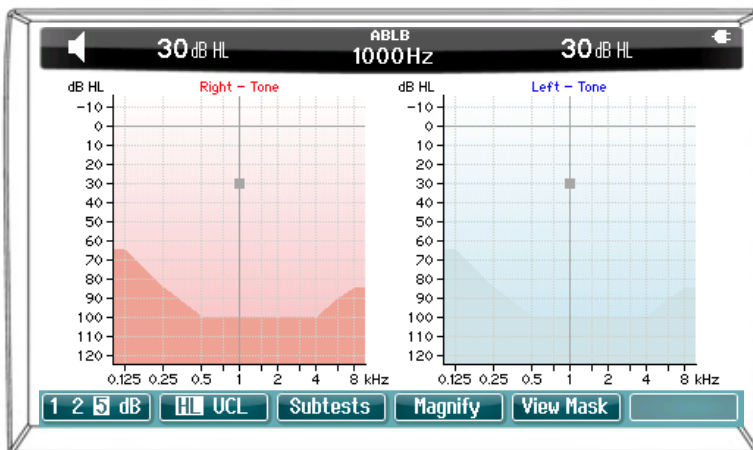 ABLB
30 dB HL 1000Hz 30 dB HL
dB HL Right - Tone dB HL Left - Tone
-10 -10
0 0
10 10
20 20
30 30
40 40
50 50
60 60
70 70
80 80
90 90
100 100
110 110
120 120
0.125 0.25 0.5 1 2 4 8 kHz 0.125 0.25 0.5 1 2 4 8 kHz
1 2 5 dB HL UCL Subtests Magnify View Mask